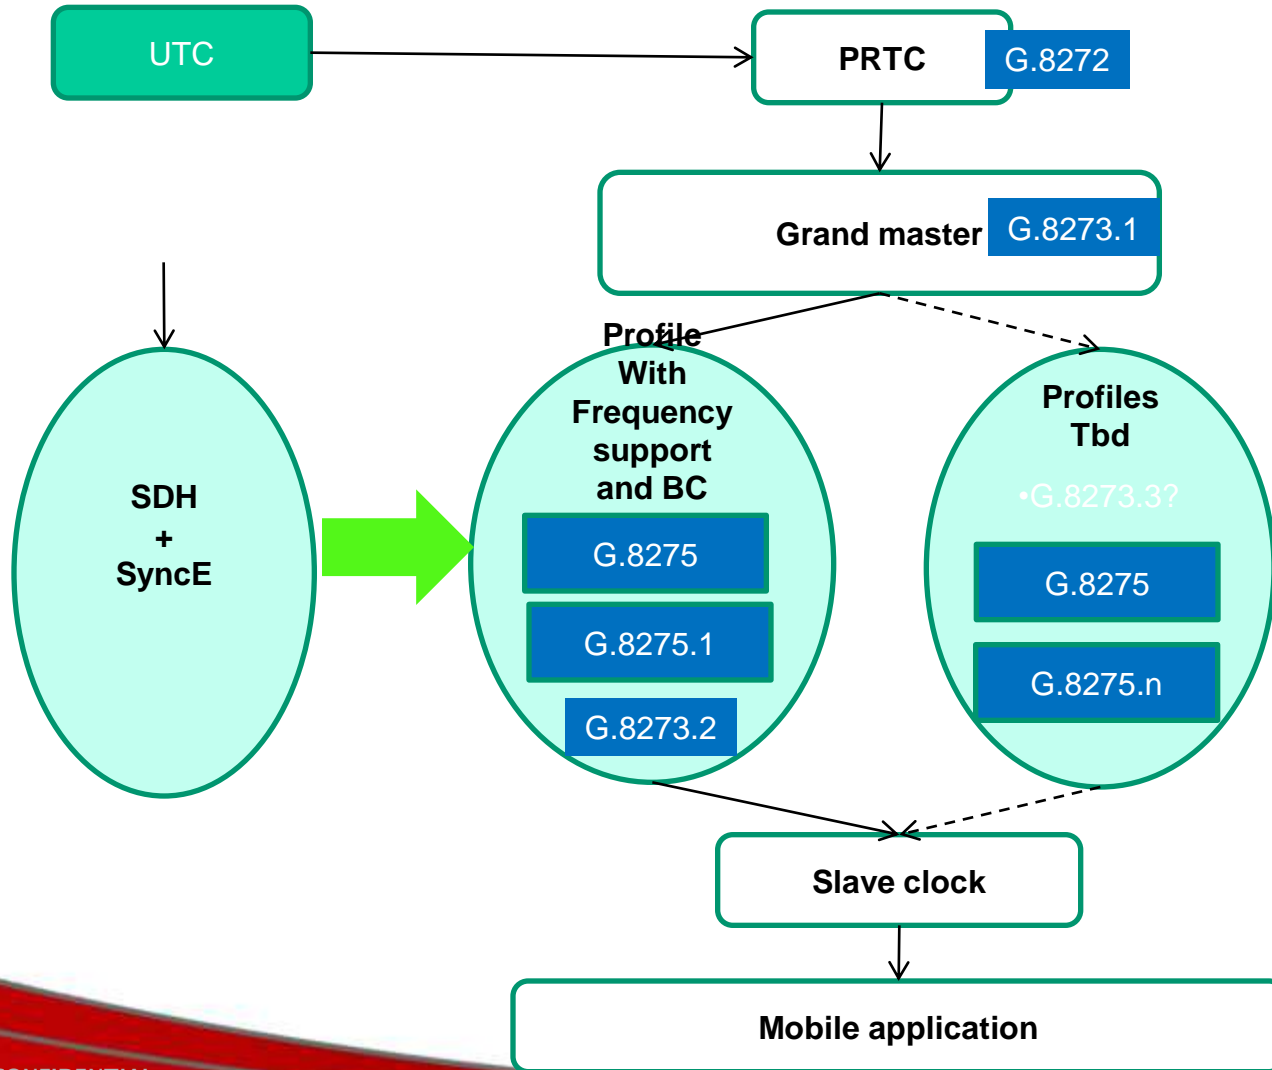 UTC
PRTC
G.8272
Grand master
G.8273.1
Profile
With
Frequency
support
and BC
G.8275
G.8275.1
G.8273.2
Profiles
Tbd
•G.8273.3?
G.8275
G.8275.n
SDH
+
SyncE
Slave clock
Mobile application